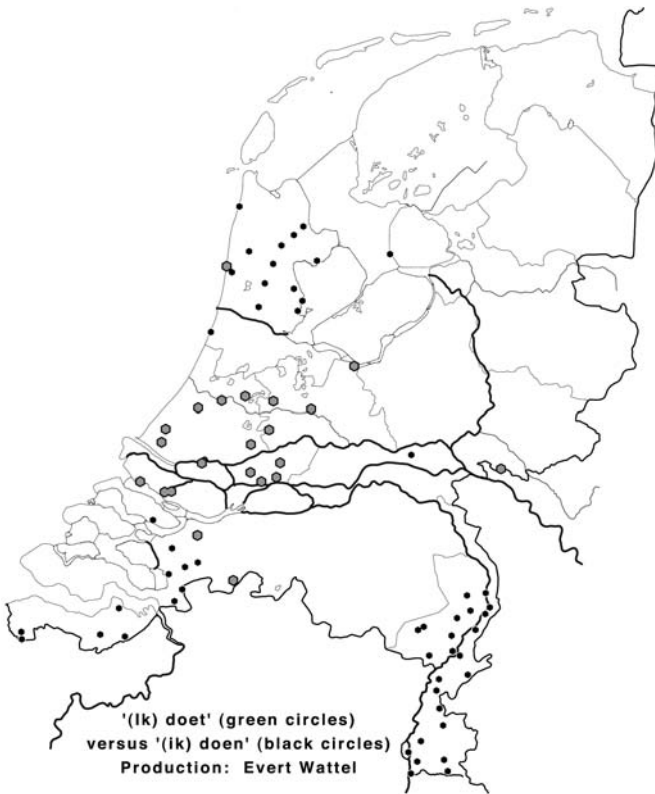 '(Ik) doet' (green circles)
versus '(ik) doen' (black circles)
Production: Evert Wattel